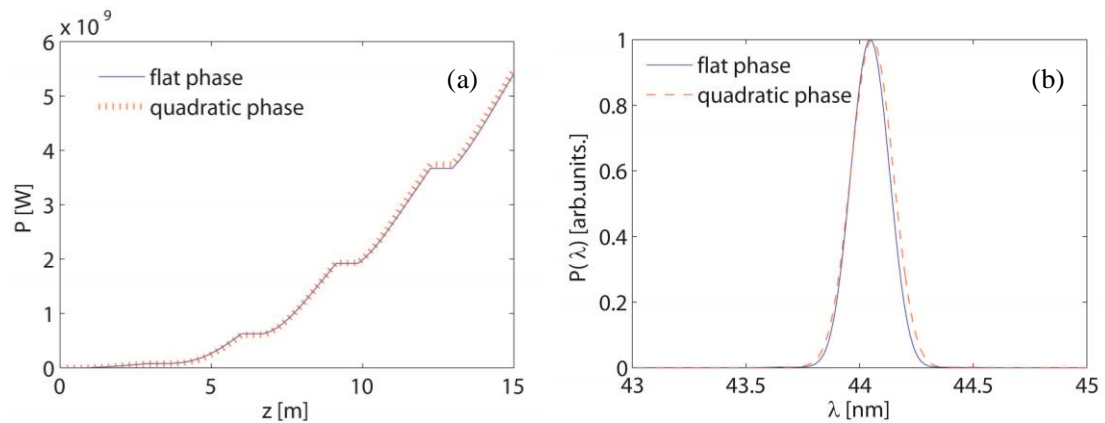 x 10 9
6
5
4
3
2
1
0
P [W]
flat phase
quadratic phase
(a)
0
5
10
15
z [m]
1
0.8
0.6
0.4
0.2
0
P(λ) [arb.units.]
flat phase
quadratic phase
(b)
43
43.5
44
44.5
45
λ [nm]